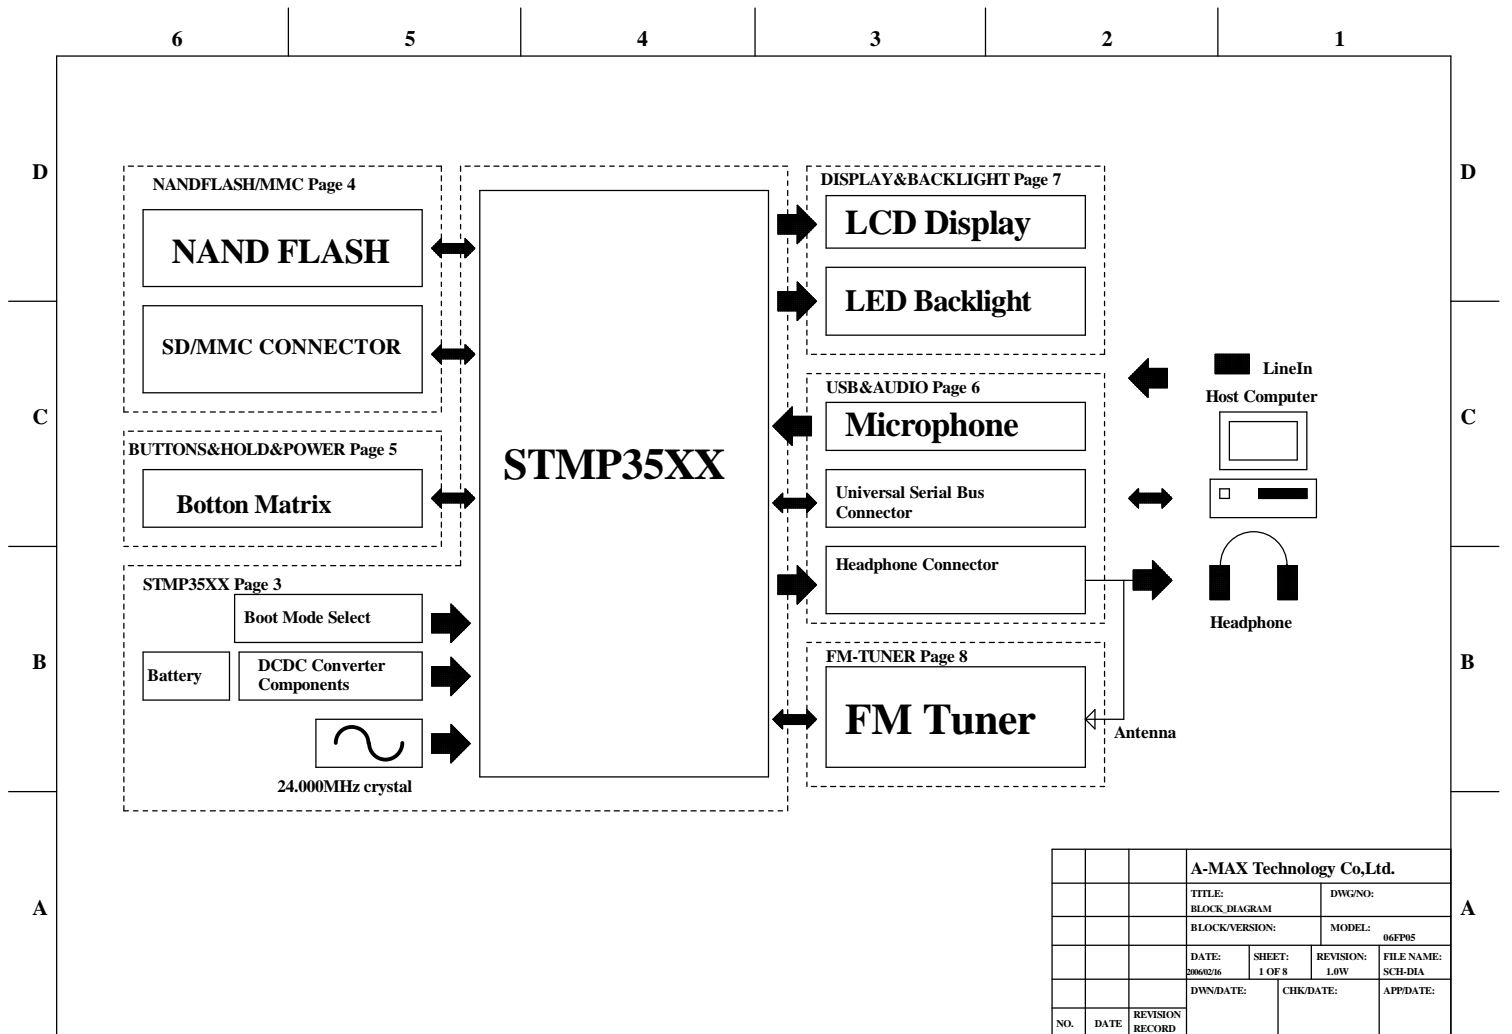 6 5 4 3 2 1
D
D
NANDFLASH/MMC Page 4
NAND FLASH
SD/MMC CONNECTOR
BUTTONS&HOLD&POWER Page 5
Botton Matrix
STMP35XX Page 3
Boot Mode Select
Battery
DCDC Converter
Components
24.000MHz crystal
STMP35XX
DISPLAY&BACKLIGHT Page 7
LCD Display
LED Backlight
USB&AUDIO Page 6
Microphone
Universal Serial Bus
Connector
Headphone Connector
FM-TUNER Page 8
FM Tuner
Antenna
LineIn
Host Computer
Headphone
C
C
B
B
A
A
A-MAX Technology Co,Ltd.
TITLE:
BLOCK_DIAGRAM
DWG/NO:
BLOCK/VERSION:
MODEL:
06FP05
DATE:
2006/02/16
SHEET:
1 OF 8
REVISION:
1.0W
FILE NAME:
SCH-DIA
DWN/DATE:
CHK/DATE:
APP/DATE:
NO.
DATE
REVISION
RECORD